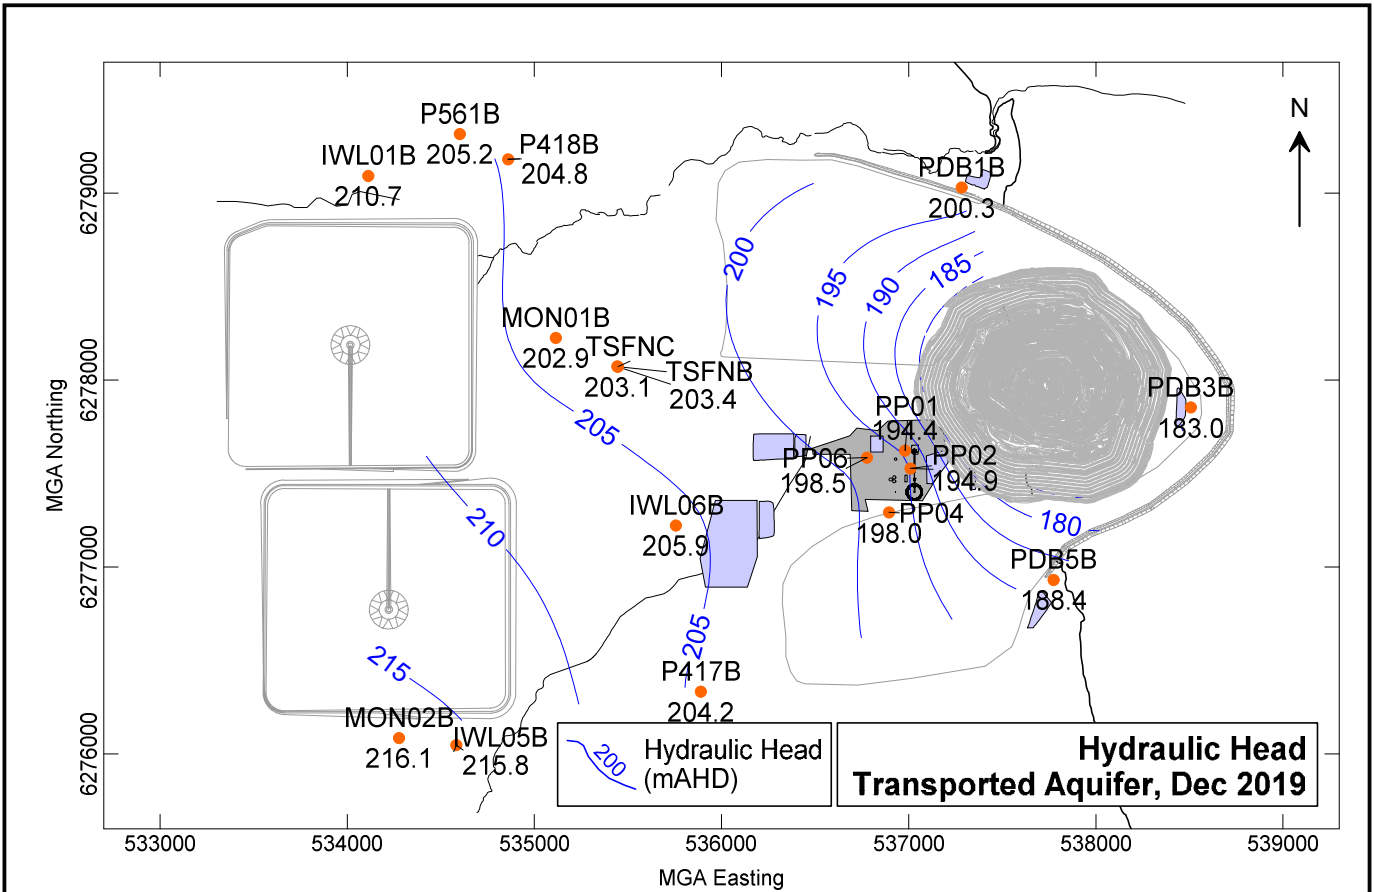 P561B
205.2
P418B
204.8
IWL01B
210.7
N
PDB1B
200.3
6279000
200
195
190
185
MON01B
202.9
TSFNC
203.1
TSFNB
203.4
6278000
MGA Northing
205
PDB3B
183.0
PP01
194.4
PP02
194.9
PP06
198.5
PP04
198.0
210
IWL06B
205.9
180
6277000
PDB5B
188.4
205
215
P417B
204.2
MON02B
216.1
IWL05B
215.8
6276000
200
Hydraulic Head
(mAHD)
Hydraulic Head
Transported Aquifer, Dec 2019
533000
534000
535000
536000
537000
538000
539000
MGA Easting